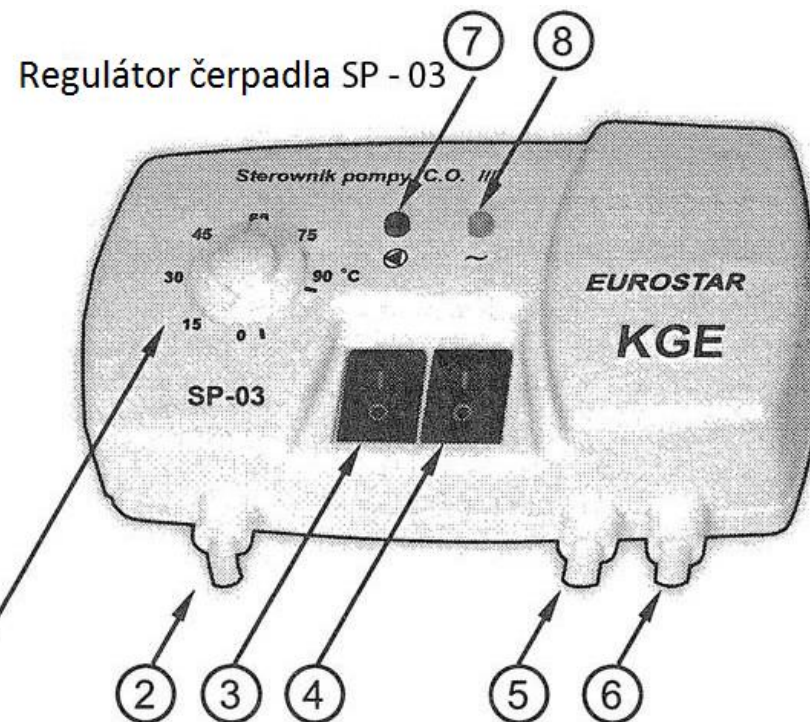 7 8
Regulátor čerpadla SP - 03
Sterownik pompy C.O. ///
60
45 75
30 90 °C
15
0
~
EUROSTAR
KGE
SP-03
I I
O O
2 3 4 5 6